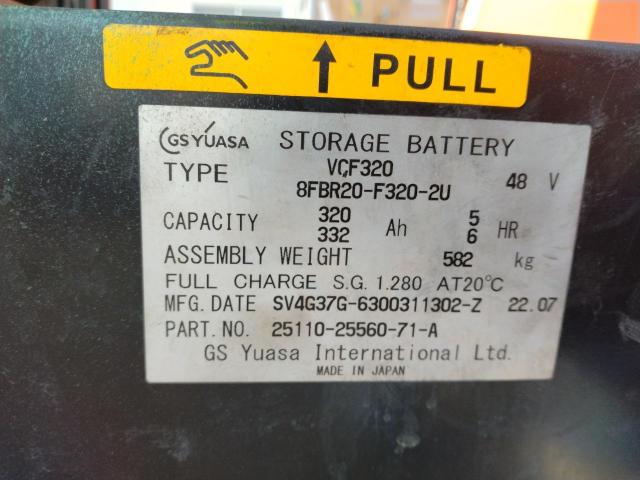 PULL
GS YUASA STORAGE BATTERY
TYPE VCF320 48 V
8FBR20-F320-2U
CAPACITY 320 Ah 5 HR
332 6
ASSEMBLY WEIGHT 582 kg
FULL CHARGE S.G. 1.280 AT20°C
MFG. DATE SV4G37G-6300311302-Z 22.07
PART. NO. 25110-25560-71-A
GS Yuasa International Ltd.
MADE IN JAPAN